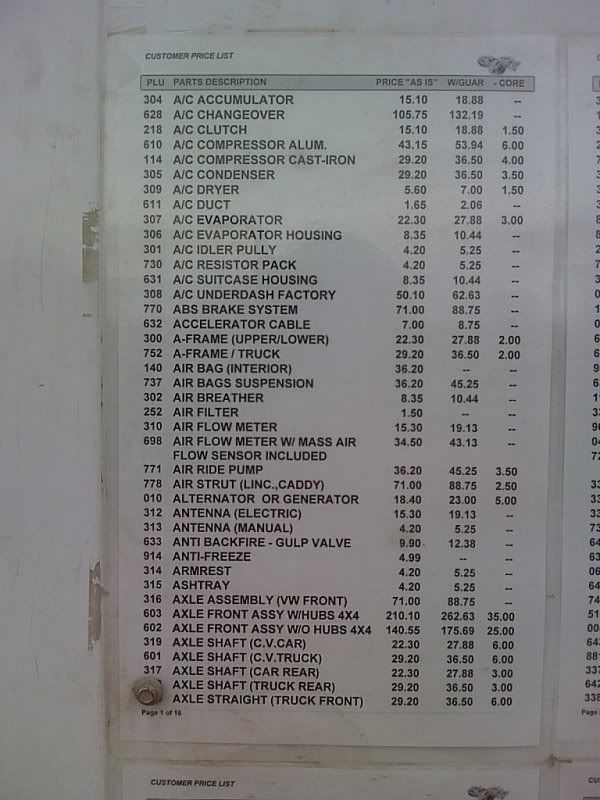 CUSTOMER PRICE LIST
PLU PARTS DESCRIPTION PRICE "AS IS" W/GUAR - CORE
304 A/C ACCUMULATOR 15.10 18.88 --
628 A/C CHANGEOVER 105.75 132.19 --
218 A/C CLUTCH 15.10 18.88 1.50
610 A/C COMPRESSOR ALUM. 43.15 53.94 6.00
114 A/C COMPRESSOR CAST-IRON 29.20 36.50 4.00
305 A/C CONDENSER 29.20 36.50 3.50
309 A/C DRYER 5.60 7.00 1.50
611 A/C DUCT 1.65 2.06 --
307 A/C EVAPORATOR 22.30 27.88 3.00
306 A/C EVAPORATOR HOUSING 8.35 10.44 --
301 A/C IDLER PULLY 4.20 5.25 --
730 A/C RESISTOR PACK 4.20 5.25 --
631 A/C SUITCASE HOUSING 8.35 10.44 --
308 A/C UNDERDASH FACTORY 50.10 62.63 --
770 ABS BRAKE SYSTEM 71.00 88.75 --
632 ACCELERATOR CABLE 7.00 8.75 --
300 A-FRAME (UPPER/LOWER) 22.30 27.88 2.00
752 A-FRAME / TRUCK 29.20 36.50 2.00
140 AIR BAG (INTERIOR) 36.20 -- --
737 AIR BAGS SUSPENSION 36.20 45.25 --
302 AIR BREATHER 8.35 10.44 --
252 AIR FILTER 1.50 -- --
310 AIR FLOW METER 15.30 19.13 --
698 AIR FLOW METER W/ MASS AIR 34.50 43.13 --
FLOW SENSOR INCLUDED
771 AIR RIDE PUMP 36.20 45.25 3.50
778 AIR STRUT (LINC.,CADDY) 71.00 88.75 2.50
010 ALTERNATOR OR GENERATOR 18.40 23.00 5.00
312 ANTENNA (ELECTRIC) 15.30 19.13 --
313 ANTENNA (MANUAL) 4.20 5.25 --
633 ANTI BACKFIRE - GULP VALVE 9.90 12.38 --
914 ANTI-FREEZE 4.99 -- --
314 ARMREST 4.20 5.25 --
315 ASHTRAY 4.20 5.25 --
316 AXLE ASSEMBLY (VW FRONT) 71.00 88.75 --
603 AXLE FRONT ASSY W/HUBS 4X4 210.10 262.63 35.00
602 AXLE FRONT ASSY W/O HUBS 4X4 140.55 175.69 25.00
319 AXLE SHAFT (C.V.CAR) 22.30 27.88 6.00
601 AXLE SHAFT (C.V.TRUCK) 29.20 36.50 6.00
317 AXLE SHAFT (CAR REAR) 22.30 27.88 3.00
AXLE SHAFT (TRUCK REAR) 29.20 36.50 3.00
AXLE STRAIGHT (TRUCK FRONT) 29.20 36.50 6.00
Page 1 of 16
CUSTOMER PRICE LIST